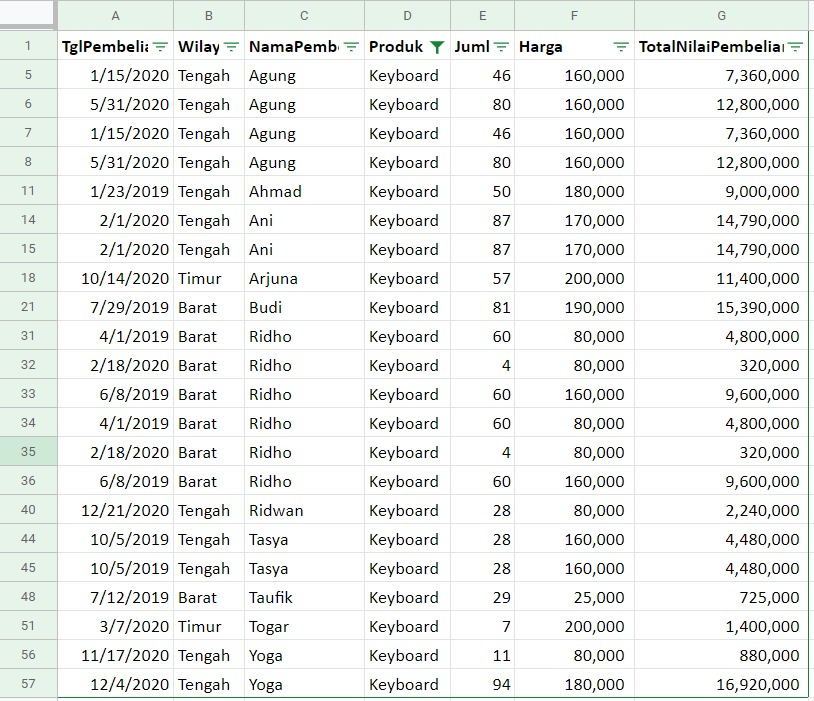 A B C D E F G
1 TglPembelia Wilay NamaPemb Produk Juml Harga TotalNilaiPembelian
5 1/15/2020 Tengah Agung Keyboard 46 160,000 7,360,000
6 5/31/2020 Tengah Agung Keyboard 80 160,000 12,800,000
7 1/15/2020 Tengah Agung Keyboard 46 160,000 7,360,000
8 5/31/2020 Tengah Agung Keyboard 80 160,000 12,800,000
11 1/23/2019 Tengah Ahmad Keyboard 50 180,000 9,000,000
14 2/1/2020 Tengah Ani Keyboard 87 170,000 14,790,000
15 2/1/2020 Tengah Ani Keyboard 87 170,000 14,790,000
18 10/14/2020 Timur Arjuna Keyboard 57 200,000 11,400,000
21 7/29/2019 Barat Budi Keyboard 81 190,000 15,390,000
31 4/1/2019 Barat Ridho Keyboard 60 80,000 4,800,000
32 2/18/2020 Barat Ridho Keyboard 4 80,000 320,000
33 6/8/2019 Barat Ridho Keyboard 60 160,000 9,600,000
34 4/1/2019 Barat Ridho Keyboard 60 80,000 4,800,000
35 2/18/2020 Barat Ridho Keyboard 4 80,000 320,000
36 6/8/2019 Barat Ridho Keyboard 60 160,000 9,600,000
40 12/21/2020 Tengah Ridwan Keyboard 28 80,000 2,240,000
44 10/5/2019 Tengah Tasya Keyboard 28 160,000 4,480,000
45 10/5/2019 Tengah Tasya Keyboard 28 160,000 4,480,000
48 7/12/2019 Barat Taufik Keyboard 29 25,000 725,000
51 3/7/2020 Timur Togar Keyboard 7 200,000 1,400,000
56 11/17/2020 Tengah Yoga Keyboard 11 80,000 880,000
57 12/4/2020 Tengah Yoga Keyboard 94 180,000 16,920,000